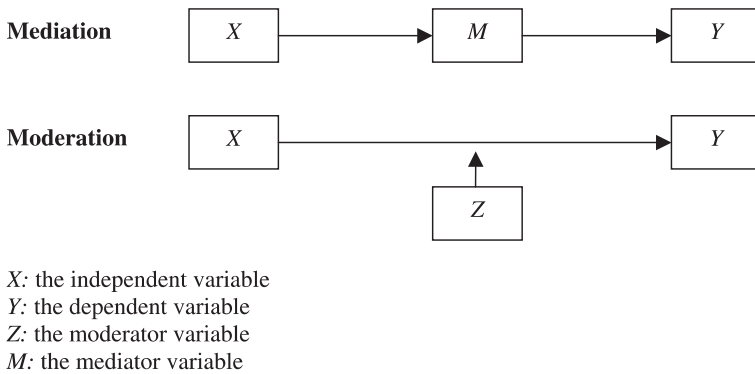 Mediation X M Y
Moderation X Y
Z
X: the independent variable
Y: the dependent variable
Z: the moderator variable
M: the mediator variable